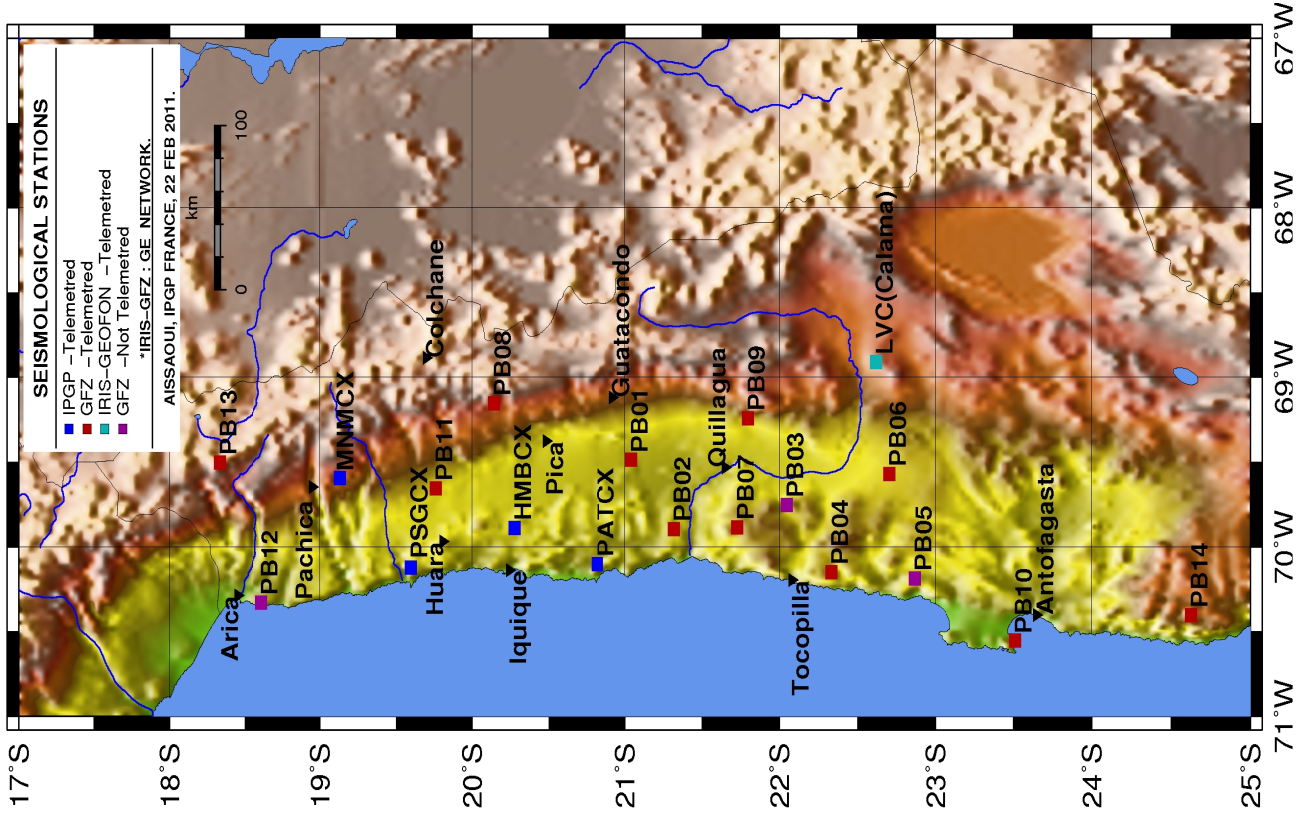 SEISMOLOGICAL STATIONS
IPGP −Telemetred
GFZ −Telemetred
IRIS−GEOFON −Telemetred
GFZ −Not Telemetred
*IRIS−GFZ : GE NETWORK.
AISSAOUI, IPGP FRANCE, 22 FEB 2011.
km
0 100
PB13
MNMCX
Pachica
PB12
Arica
Colchane
PB11
PSGCX
Huara
PB08
HMBCX
Pica
Iquique
Guatacondo
PB01
PATCX
PB02
Quillagua
PB09
PB07
PB03
Tocopilla
PB04
LVC(Calama)
PB06
PB05
PB10
Antofagasta
PB14
17°S
18°S
19°S
20°S
21°S
22°S
23°S
24°S
25°S
71°W
70°W
69°W
68°W
67°W